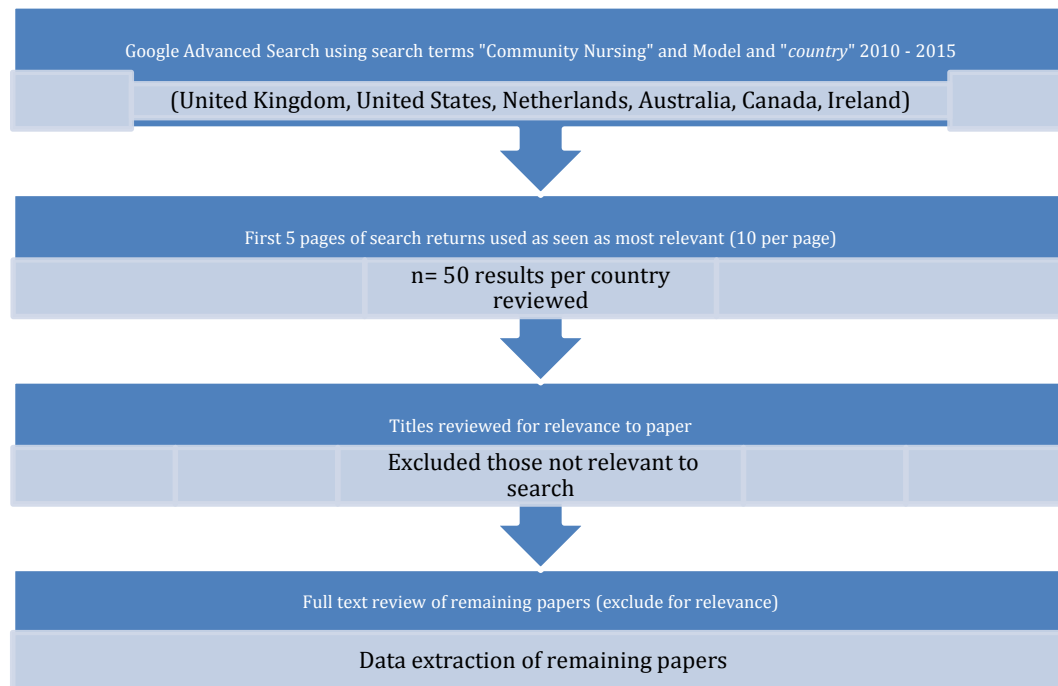 Google Advanced Search using search terms "Community Nursing" and Model and "country" 2010 - 2015
(United Kingdom, United States, Netherlands, Australia, Canada, Ireland)
First 5 pages of search returns used as seen as most relevant (10 per page)
n= 50 results per country
reviewed
Titles reviewed for relevance to paper
Excluded those not relevant to
search
Full text review of remaining papers (exclude for relevance)
Data extraction of remaining papers